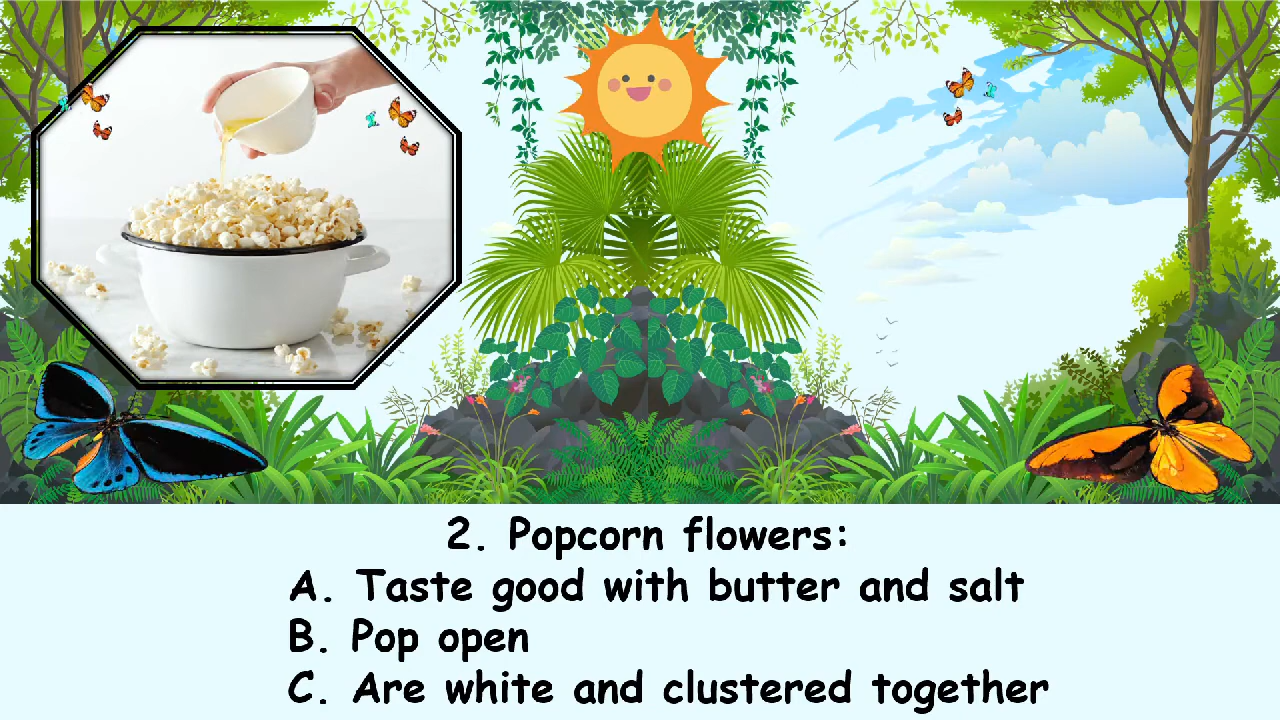 2. Popcorn flowers:
A. Taste good with butter and salt
B. Pop open
C. Are white and clustered together